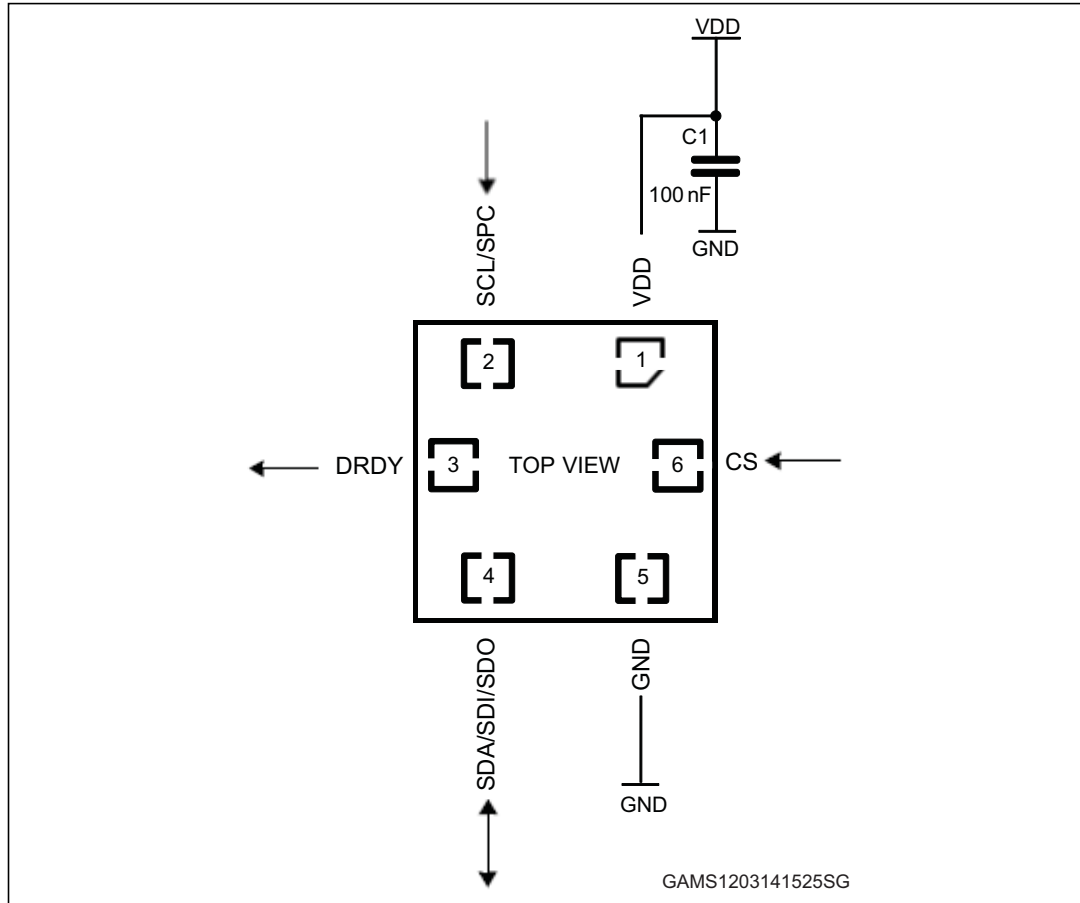 VDD
C1
100 nF
GND
SCL/SPC
VDD
2
1
DRDY
3
TOP VIEW
6
CS
4
5
SDA/SDI/SDO
GND
GND
GAMS1203141525SG